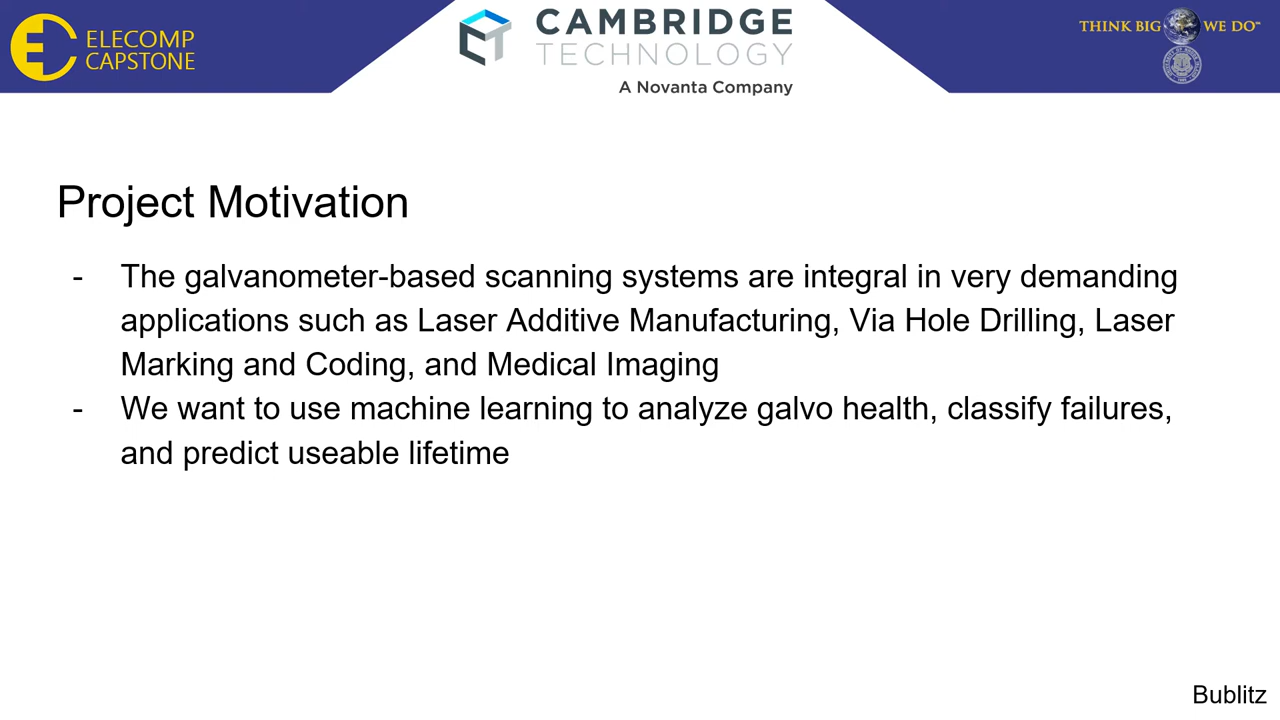 ELECOMP
CAPSTONE
CAMBRIDGE
TECHNOLOGY
A Novanta Company
THINK BIG WE DO™
Project Motivation
- The galvanometer-based scanning systems are integral in very demanding
applications such as Laser Additive Manufacturing, Via Hole Drilling, Laser
Marking and Coding, and Medical Imaging
- We want to use machine learning to analyze galvo health, classify failures,
and predict useable lifetime
Bublitz